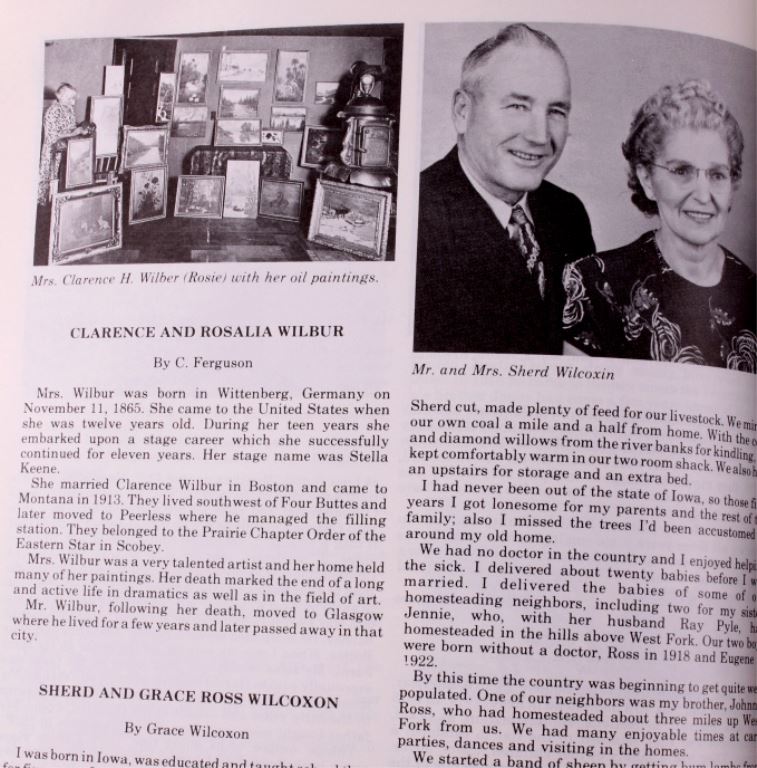 Mrs. Clarence H. Wilber (Rosie) with her oil paintings.
CLARENCE AND ROSALIA WILBUR
By C. Ferguson
Mrs. Wilbur was born in Wittenberg, Germany on
November 11, 1865. She came to the United States when
she was twelve years old. During her teen years she
embarked upon a stage career which she successfully
continued for eleven years. Her stage name was Stella
Keene.
She married Clarence Wilbur in Boston and came to
Montana in 1913. They lived southwest of Four Buttes and
later moved to Peerless where he managed the filling
station. They belonged to the Prairie Chapter Order of the
Eastern Star in Scobey.
Mrs. Wilbur was a very talented artist and her home held
many of her paintings. Her death marked the end of a long
and active life in dramatics as well as in the field of art.
Mr. Wilbur, following her death, moved to Glasgow
where he lived for a few years and later passed away in that
city.
SHERD AND GRACE ROSS WILCOXON
By Grace Wilcoxon
I was born in Iowa, was educated and taught
Mr. and Mrs. Sherd Wilcoxin
Sherd cut, made plenty of feed for our livestock. We
our own coal a mile and a half from home. With the
and diamond willows from the river banks for kindling,
kept comfortably warm in our two room shack. We also
an upstairs for storage and an extra bed.
I had never been out of the state of Iowa, so those
years I got lonesome for my parents and the rest of
family; also I missed the trees I'd been accustomed
around my old home.
We had no doctor in the country and I enjoyed
the sick. I delivered about twenty babies before I
married. I delivered the babies of some of
homesteading neighbors, including two for my
Jennie, who, with her husband Ray Pyle,
homesteaded in the hills above West Fork. Our two
were born without a doctor, Ross in 1918 and Eugene
1922.
By this time the country was beginning to get quite
populated. One of our neighbors was my brother,
Ross, who had homesteaded about three miles up
Fork from us. We had many enjoyable times at
parties, dances and visiting in the homes.
We started a band of sheep by getting bum lambs